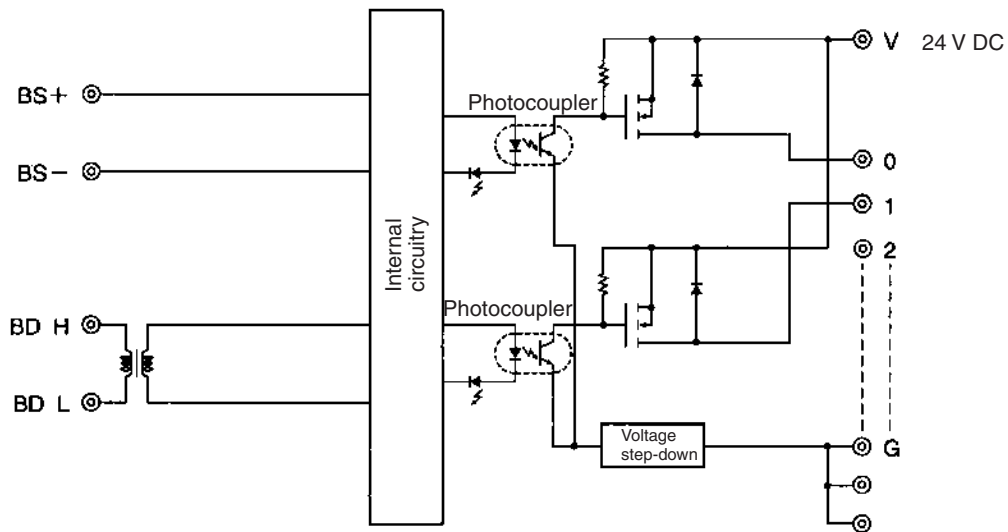 V 24 V DC
BS+
Photocoupler
0
BS−
1
Internal
circuitry
2
Photocoupler
BD H
BD L
Voltage
step-down
G